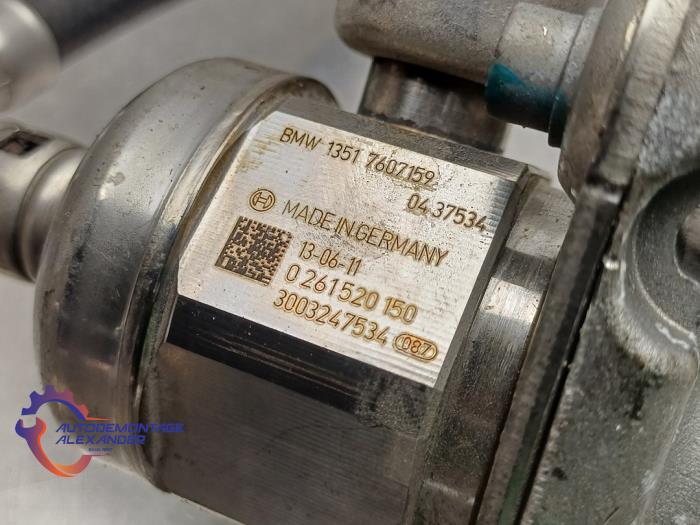 BMW 1351 7607159
04 37534
MADE IN GERMANY
13-06-11
0 261 520 150
3003247534 087
AUTODEMONTAGE
ALEXANDER